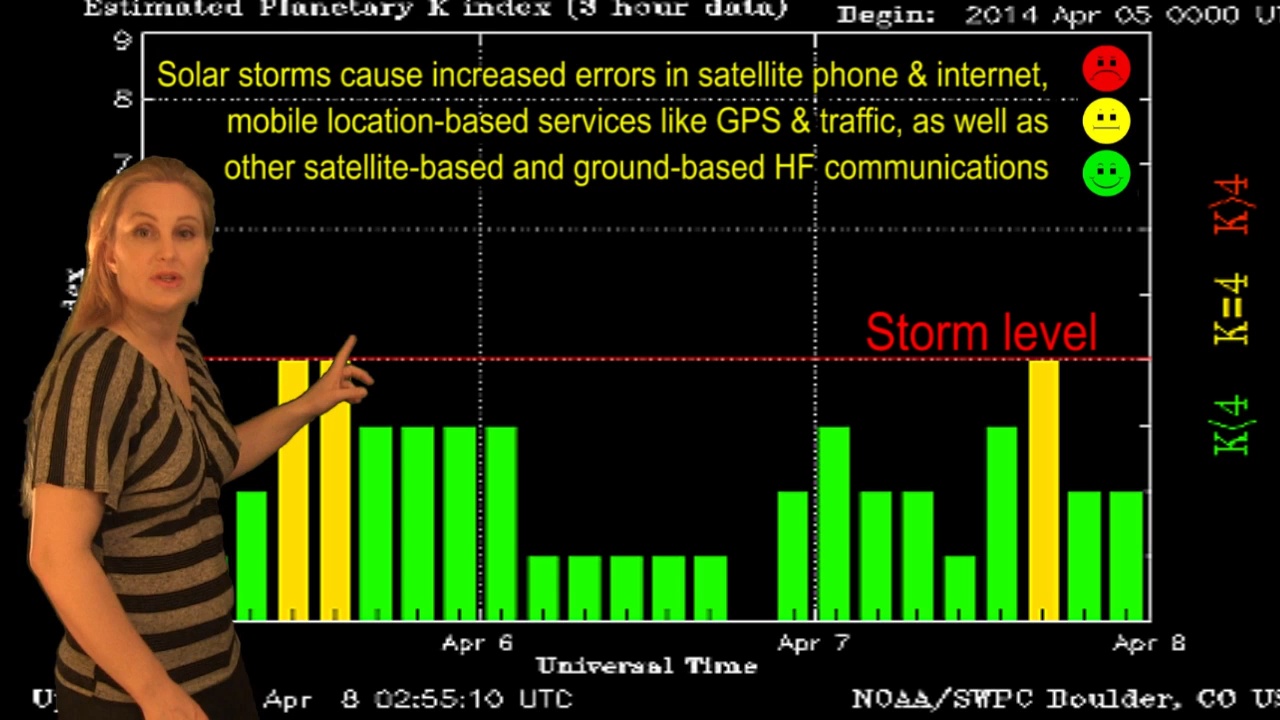 Estimated Planetary K index (3 hour data)
Begin: 2014 Apr 05 0000
9
8
7
Solar storms cause increased errors in satellite phone & internet,
mobile location-based services like GPS & traffic, as well as
other satellite-based and ground-based HF communications
Storm level
K>4
K=4
K<4
Apr 6
Apr 7
Apr 8
Universal Time
Apr 8 02:55:10 UTC
NOAA/SWPC Boulder, CO